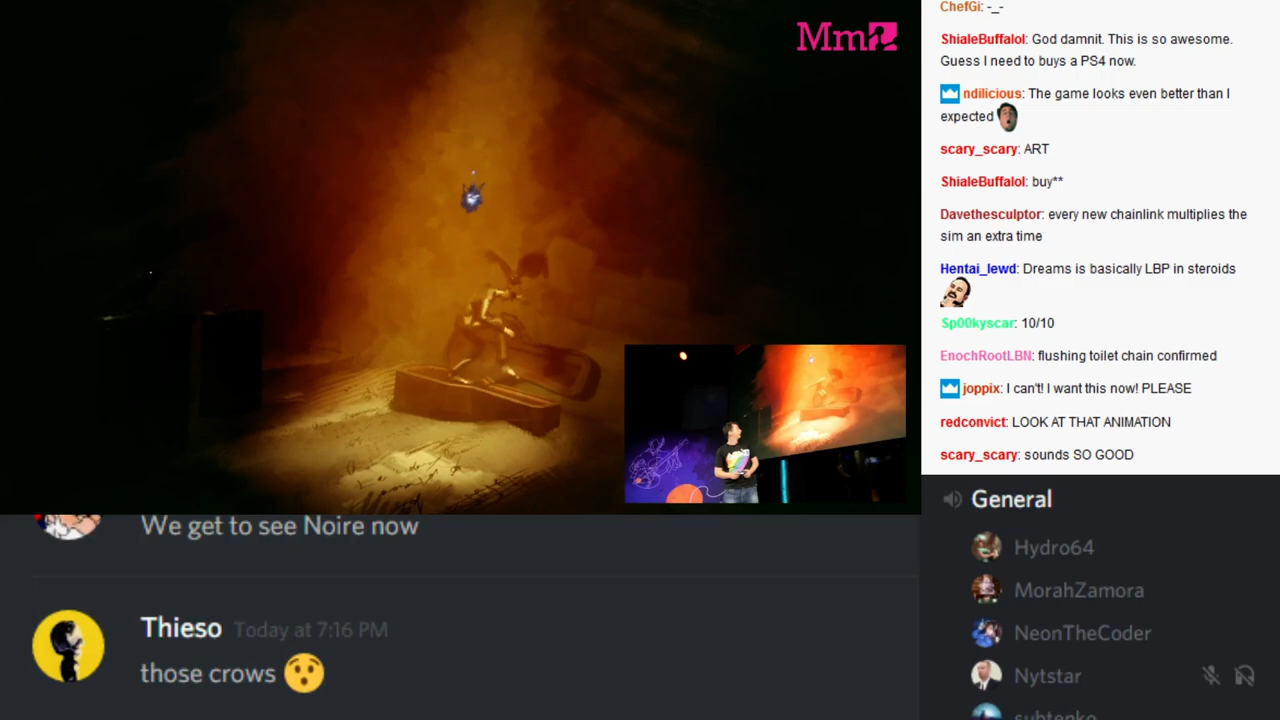 Mm
ChefGi: -_-
ShialeBuffalol: God damnit. This is so awesome.
Guess I need to buys a PS4 now.
ndilicious: The game looks even better than I
expected
scary_scary: ART
ShialeBuffalol: buy**
Davethesculptor: every new chainlink multiplies the
sim an extra time
Hentai_lewd: Dreams is basically LBP in steroids
Sp00kyscar: 10/10
EnochRootLBN: flushing toilet chain confirmed
joppix: I can't! I want this now! PLEASE
redconvict: LOOK AT THAT ANIMATION
scary_scary: sounds SO GOOD
We get to see Noire now
Thieso Today at 7:16 PM
those crows 😯
General
Hydro64
MorahZamora
NeonTheCoder
Nytstar
subtenko